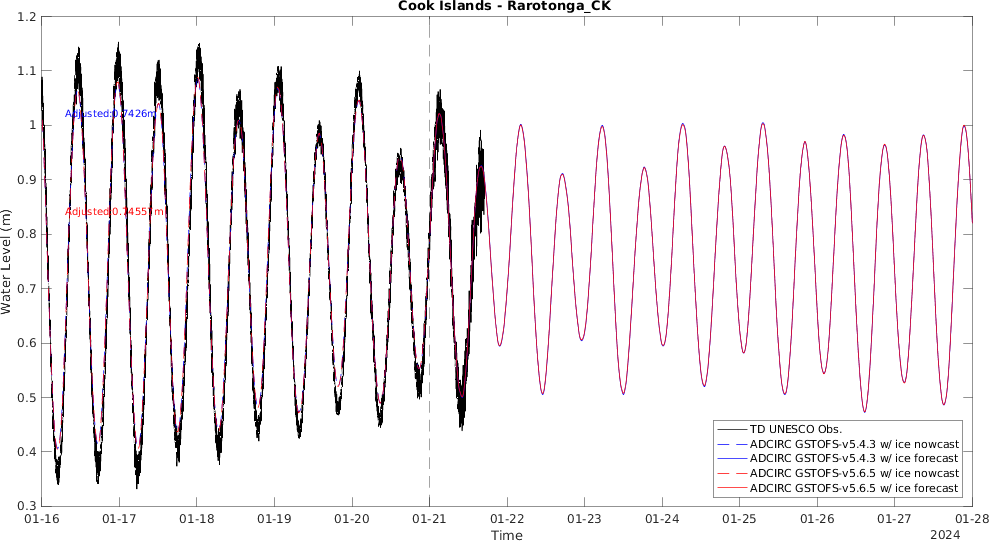 Cook Islands - Rarotonga_CK
1.2
1.1
1
0.9
0.8
0.7
0.6
0.5
0.4
0.3
Water Level (m)
Adjusted:0.7426m
Adjusted:0.74551m
TD UNESCO Obs.
ADCIRC GSTOFS-v5.4.3 w/ ice nowcast
ADCIRC GSTOFS-v5.4.3 w/ ice forecast
ADCIRC GSTOFS-v5.6.5 w/ ice nowcast
ADCIRC GSTOFS-v5.6.5 w/ ice forecast
01-16 01-17 01-18 01-19 01-20 01-21 01-22 01-23 01-24 01-25 01-26 01-27 01-28
Time
2024